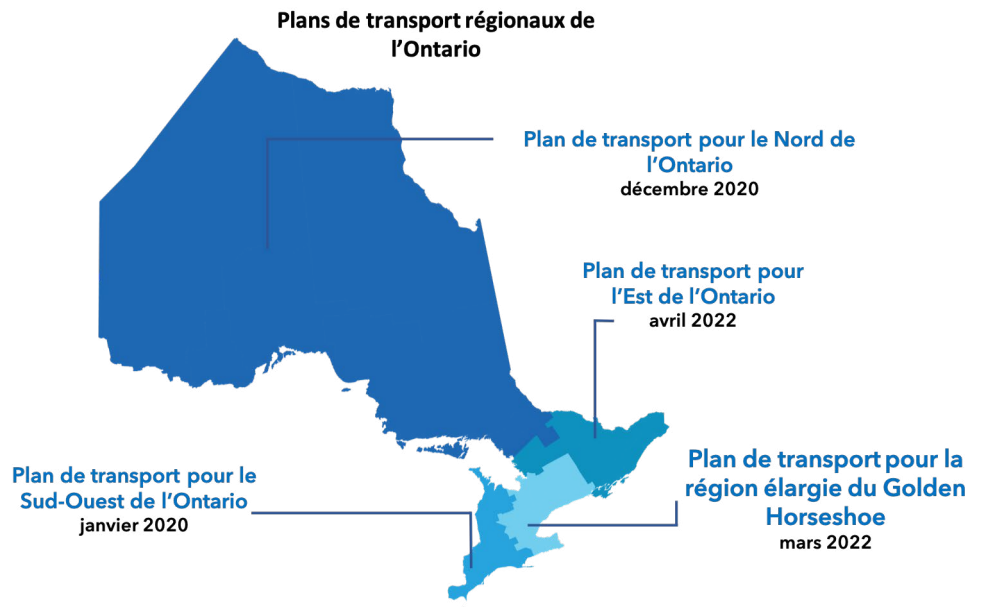 Plans de transport régionaux de
l'Ontario
Plan de transport pour le Nord de
l'Ontario
décembre 2020
Plan de transport pour
l'Est de l'Ontario
avril 2022
Plan de transport pour la
région élargie du Golden
Horseshoe
mars 2022
Plan de transport pour le
Sud-Ouest de l'Ontario
janvier 2020